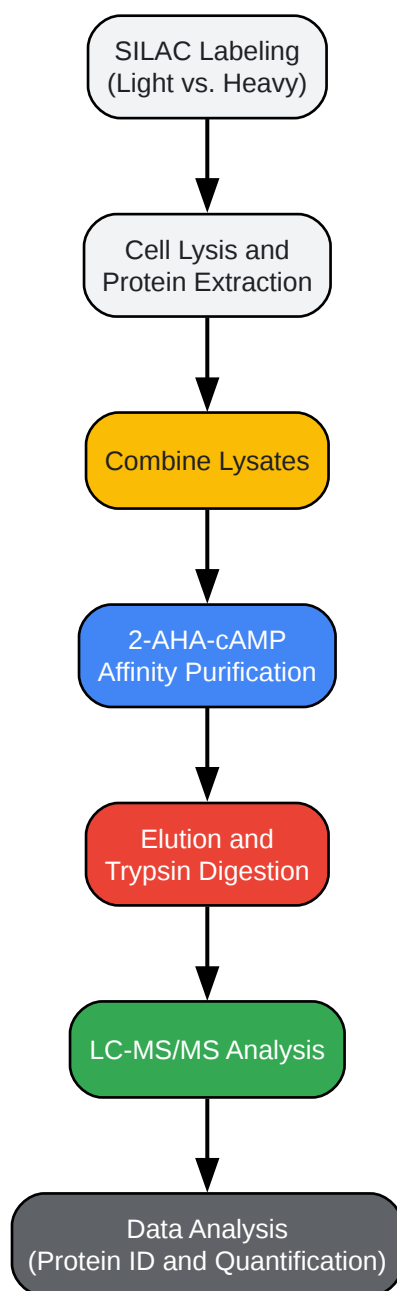 SILAC Labeling
(Light vs. Heavy)
Cell Lysis and
Protein Extraction
Combine Lysates
2-AHA-cAMP
Affinity Purification
Elution and
Trypsin Digestion
LC-MS/MS Analysis
Data Analysis
(Protein ID and Quantification)